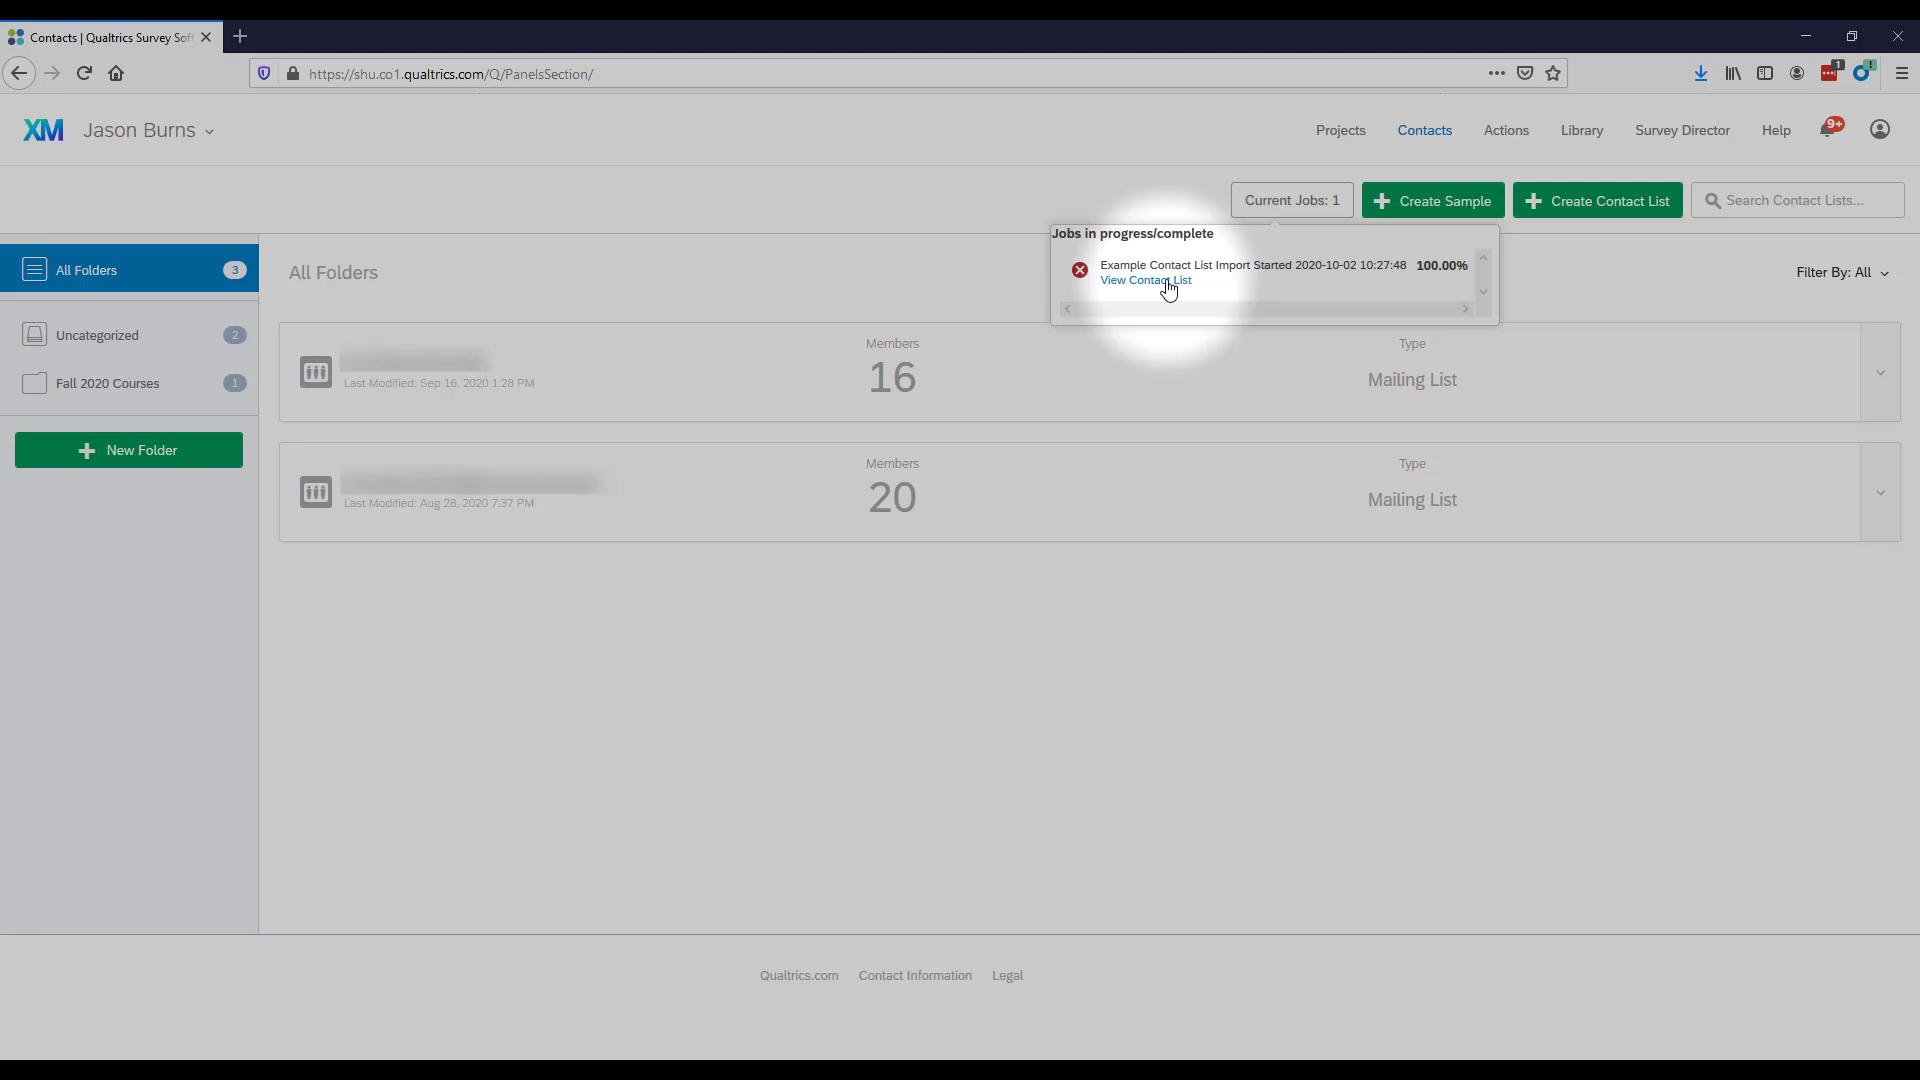 Contacts | Qualtrics Survey Soft
https://shu.co1.qualtrics.com/Q/PanelsSection/
1
!
XM Jason Burns
Projects Contacts Actions Library Survey Director Help 9+
Current Jobs: 1 Create Sample Create Contact List Search Contact Lists...
Jobs in progress/complete
Example Contact List Import Started 2020-10-02 10:27:48 100.00%
View Contact List
All Folders 3
Uncategorized 2
Fall 2020 Courses 1
New Folder
All Folders
Filter By: All
Members Type
16 Mailing List
Last Modified: Sep 16, 2020 1:28 PM
Members Type
20 Mailing List
Last Modified: Aug 28, 2020 7:37 PM
Qualtrics.com Contact Information Legal